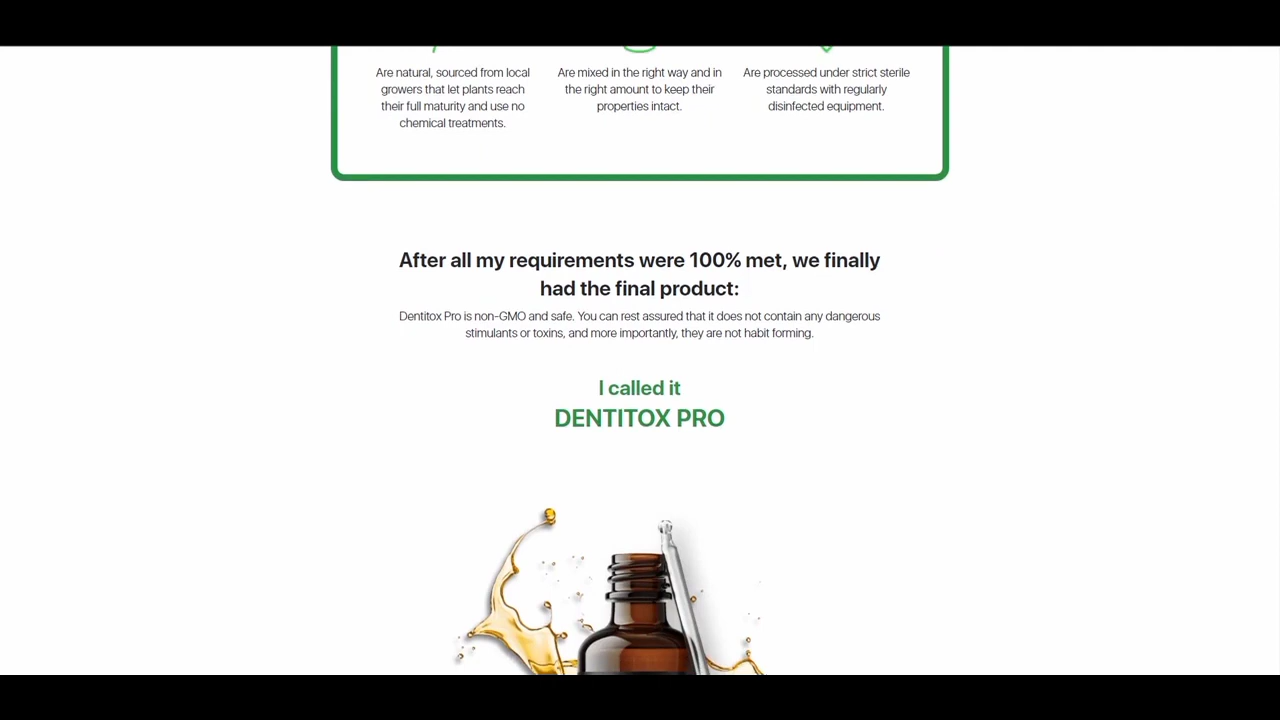 Are natural, sourced from local
growers that let plants reach
their full maturity and use no
chemical treatments.
Are mixed in the right way and in
the right amount to keep their
properties intact.
Are processed under strict sterile
standards with regularly
disinfected equipment.
After all my requirements were 100% met, we finally
had the final product:
Dentitox Pro is non-GMO and safe. You can rest assured that it does not contain any dangerous
stimulants or toxins, and more importantly, they are not habit forming.
I called it
DENTITOX PRO